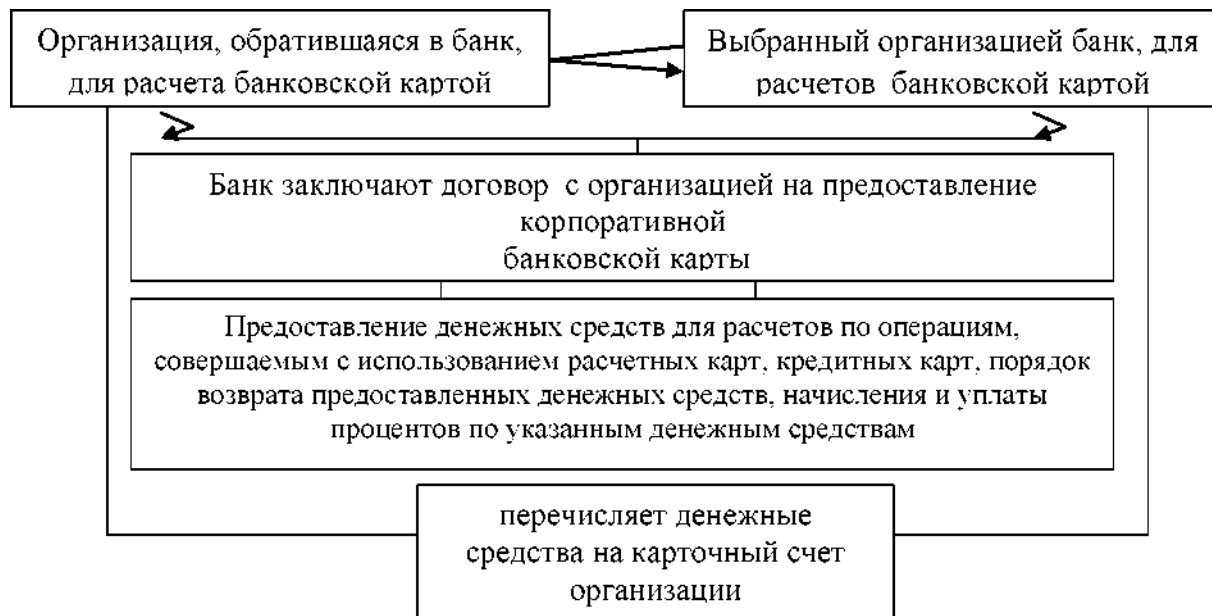 Организация, обратившаяся в банк,
для расчета банковской картой
Выбранный организацией банк, для
расчетов банковской картой
Банк заключают договор с организацией на предоставление
корпоративной
банковской карты
Предоставление денежных средств для расчетов по операциям,
совершаемым с использованием расчетных карт, кредитных карт, порядок
возврата предоставленных денежных средств, начисления и уплаты
процентов по указанным денежным средствам
перечисляет денежные
средства на карточный счет
организации